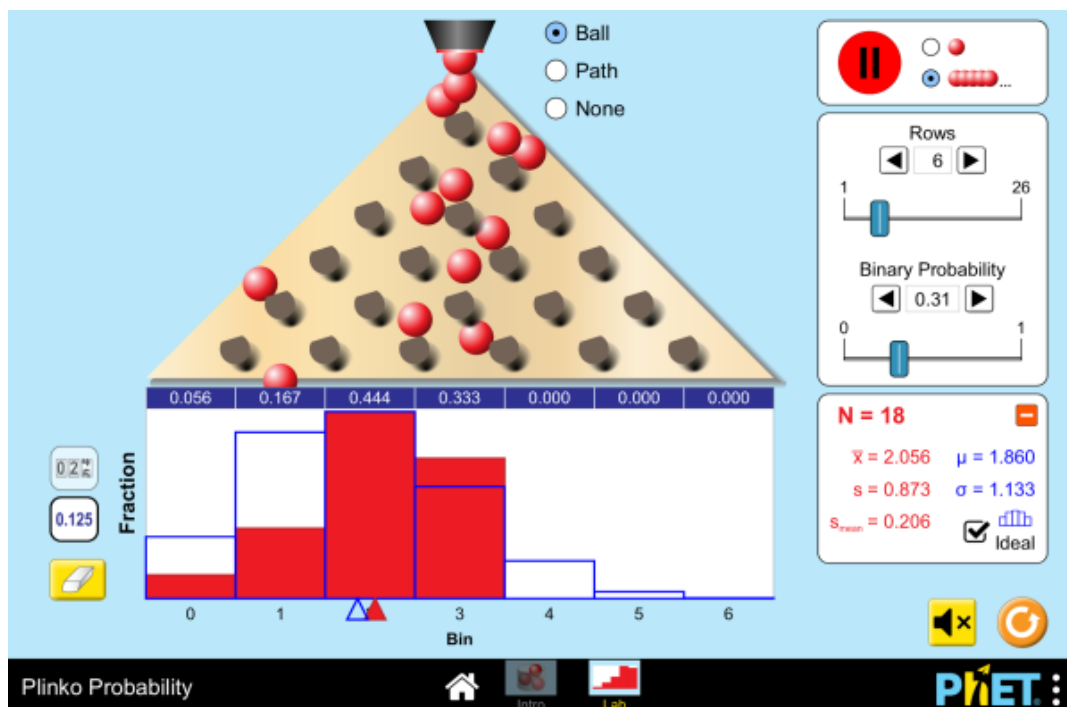 Ball
Path
None
...
Rows
6
1 26
Binary Probability
0.31
0 1
0.056 0.167 0.444 0.333 0.000 0.000 0.000
Fraction
0.125
0 1 3 4 5 6
Bin
N = 18
x̅ = 2.056 μ = 1.860
s = 0.873 σ = 1.133
s_mean = 0.206
Ideal
Plinko Probability
Intro
Lab
PhET